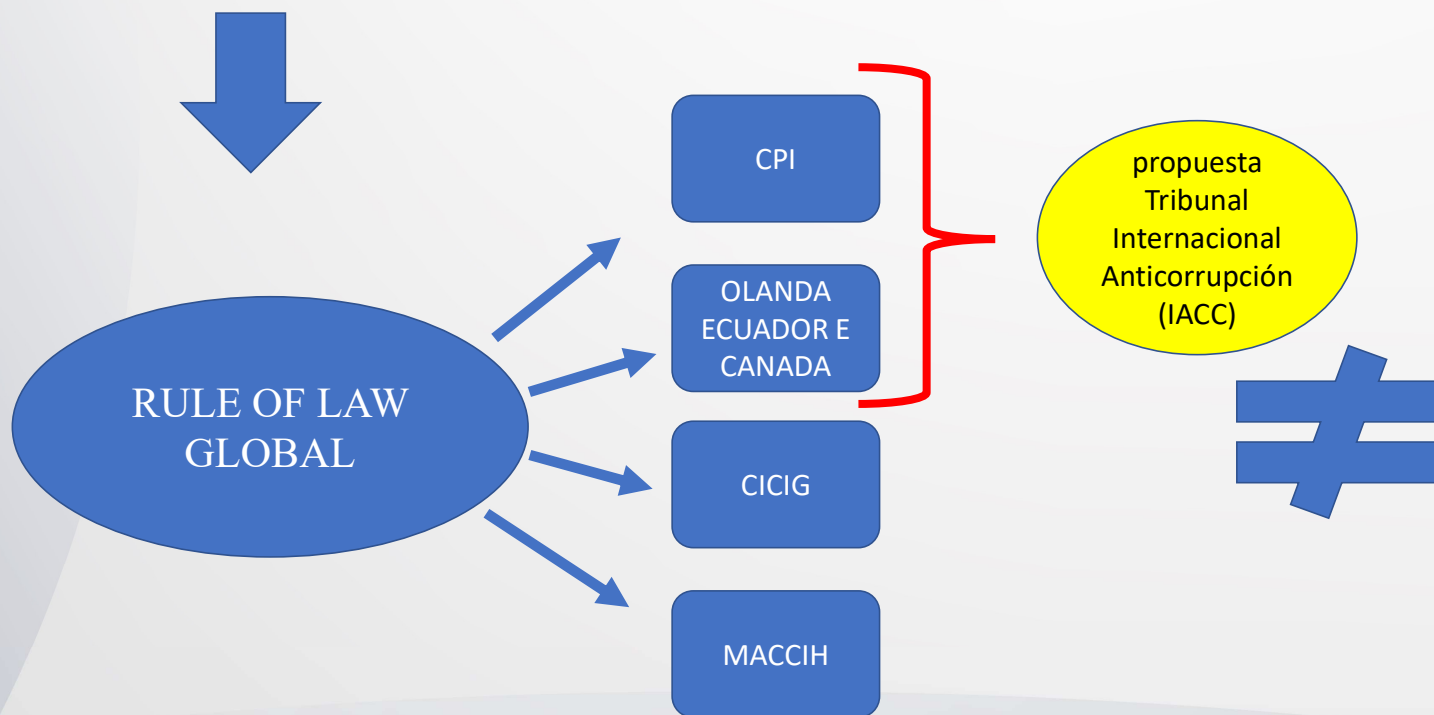 CPI
propuesta
Tribunal
Internacional
Anticorrupción
(IACC)
OLANDA
ECUADOR E
CANADA
RULE OF LAW
GLOBAL
CICIG
MACCIH